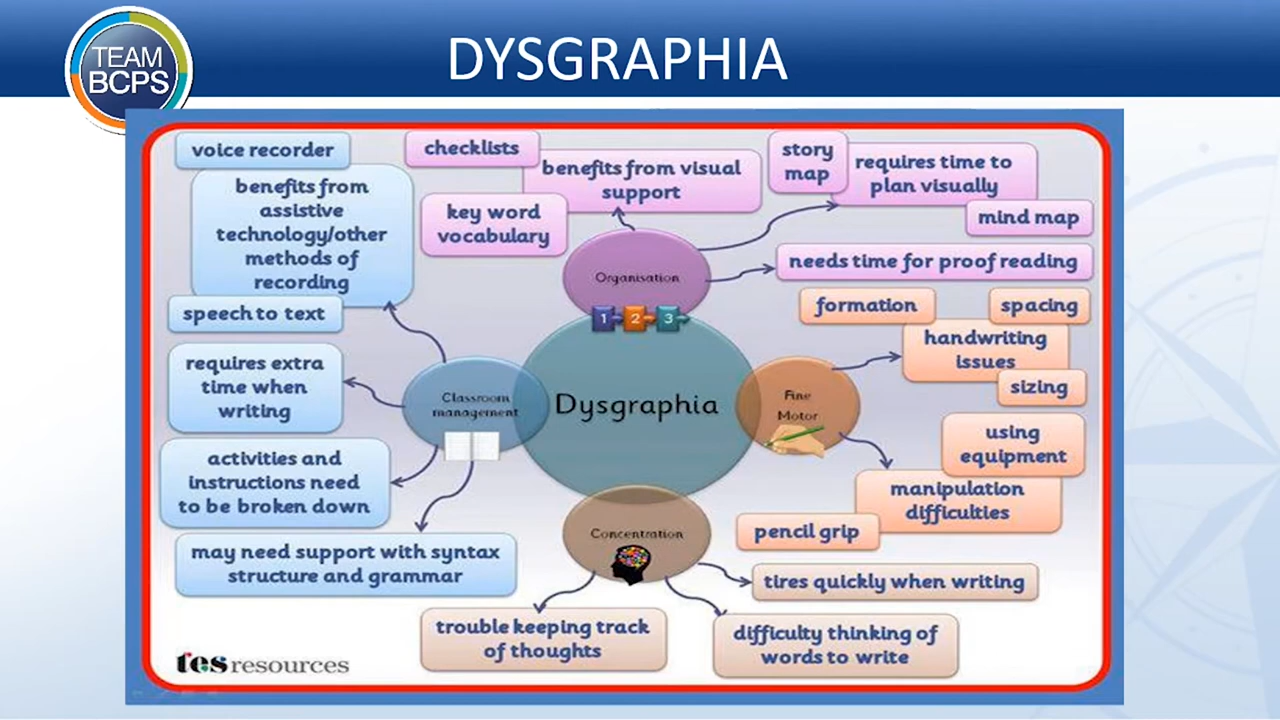 TEAM
BCPS
DYSGRAPHIA
voice recorder
benefits from
assistive
technology/other
methods of
recording
speech to text
checklists
benefits from visual
support
key word
vocabulary
story
map
requires time to
plan visually
mind map
needs time for proof reading
Organisation
1 2 3
formation
spacing
handwriting
issues
sizing
requires extra
time when
writing
Classroom
management
Dysgraphia
Fine
Motor
using
equipment
manipulation
difficulties
pencil grip
activities and
instructions need
to be broken down
may need support with syntax
structure and grammar
Concentration
tires quickly when writing
trouble keeping track
of thoughts
difficulty thinking of
words to write
tes resources